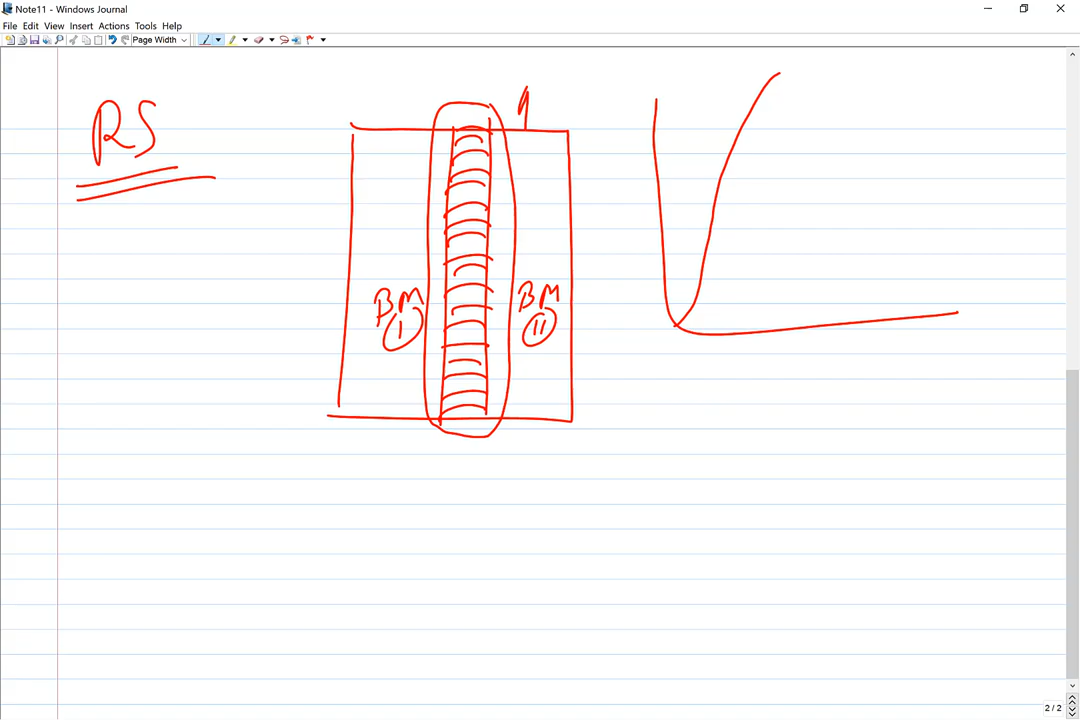 Note11 - Windows Journal
File Edit View Insert Actions Tools Help
Page Width
RS
BM
I
BM
II
2 / 2